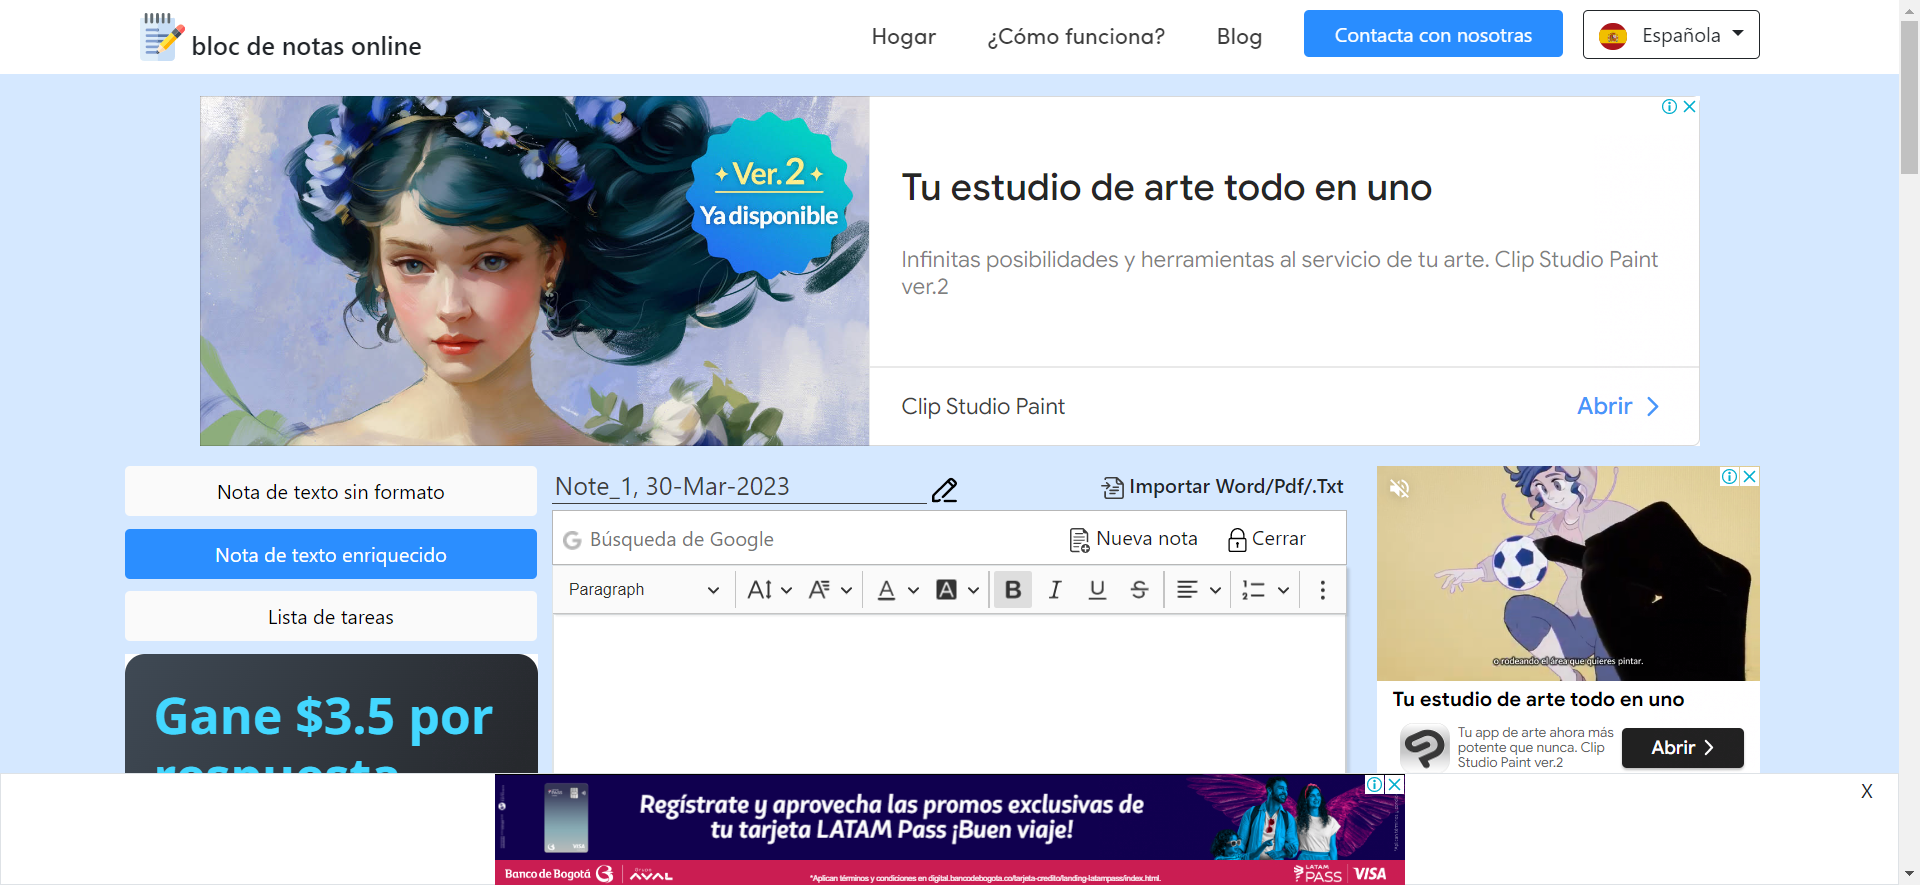 bloc de notas online
Hogar
¿Cómo funciona?
Blog
Contacta con nosotras
Española
Ver.2
Ya disponible
Tu estudio de arte todo en uno
Infinitas posibilidades y herramientas al servicio de tu arte. Clip Studio Paint
ver.2
Clip Studio Paint
Abrir
Nota de texto sin formato
Nota de texto enriquecido
Lista de tareas
Gane $3.5 por
respuesta
Note_1, 30-Mar-2023
Importar Word/Pdf/.Txt
Búsqueda de Google
Nueva nota
Cerrar
Paragraph
o rodeando el área que quieres pintar.
Tu estudio de arte todo en uno
Tu app de arte ahora más
potente que nunca. Clip
Studio Paint ver.2
Abrir
X
Regístrate y aprovecha las promos exclusivas de
tu tarjeta LATAM Pass ¡Buen viaje!
Banco de Bogotá
Grupo
AVAL
*Aplican términos y condiciones en digital.bancodebogota.co/tarjeta-credito/landing-latampass/index.html.
LATAM
PASS
VISA